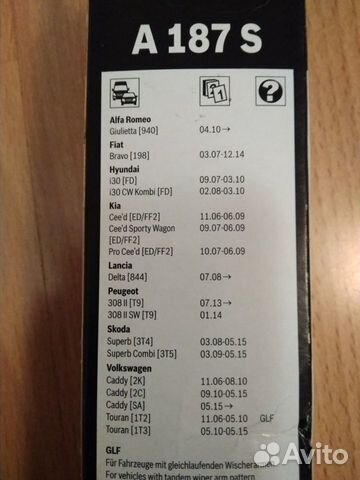 A 187 S
Alfa Romeo
Giulietta [940] 04.10→
Fiat
Bravo [198] 03.07-12.14
Hyundai
i30 [FD] 09.07-03.10
i30 CW Kombi [FD] 02.08-03.10
Kia
Cee'd [ED/FF2] 11.06-06.09
Cee'd Sporty Wagon 09.07-06.09
[ED/FF2]
Pro Cee'd [ED/FF2] 10.07-06.09
Lancia
Delta [844] 07.08→
Peugeot
308 II [T9] 07.13→
308 II SW [T9] 01.14
Skoda
Superb [3T4] 03.08-05.15
Superb Combi [3T5] 03.09-05.15
Volkswagen
Caddy [2K] 11.06-08.10
Caddy [2C] 09.10-05.15
Caddy [SA] 05.15→
Touran [1T2] 11.06-05.10 GLF
Touran [1T3] 05.10-05.15
GLF
Für Fahrzeuge mit gleichlaufenden Wischerarmen
For vehicles with tandem wiper arm pattern
Avito